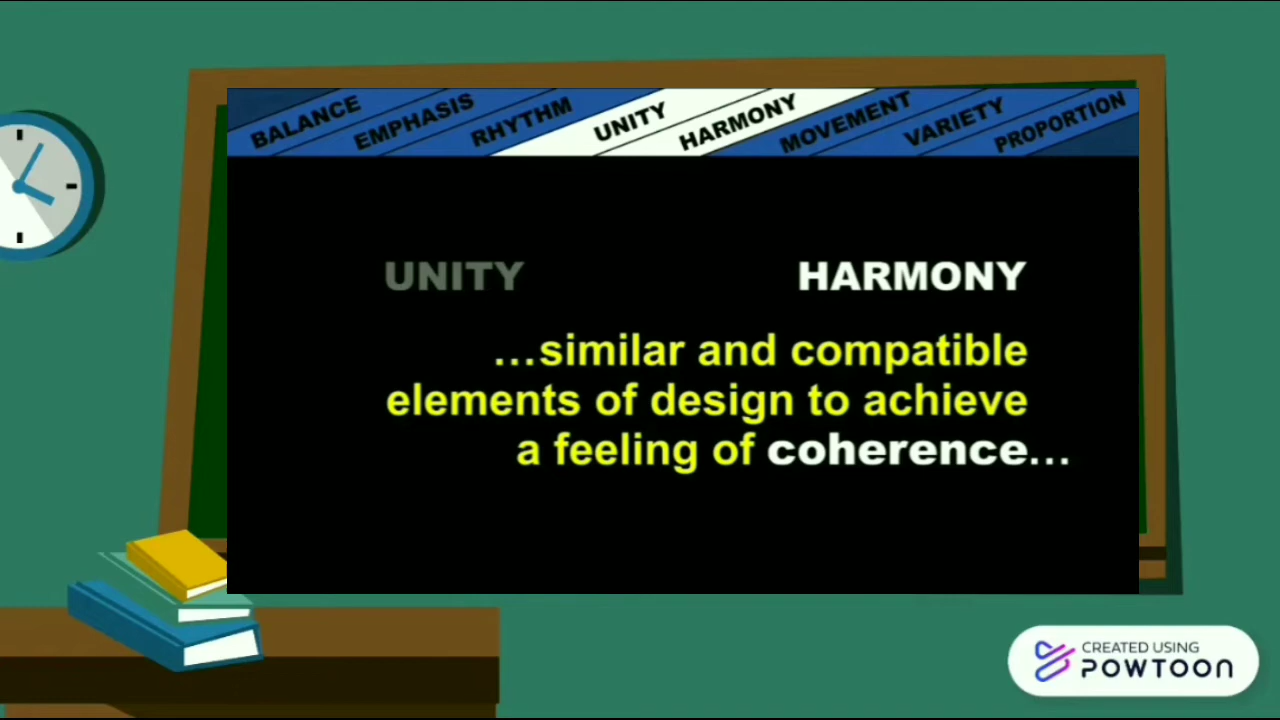 BALANCE EMPHASIS RHYTHM UNITY HARMONY MOVEMENT VARIETY PROPORTION
UNITY HARMONY
...similar and compatible
elements of design to achieve
a feeling of coherence...
CREATED USING
POWTOON